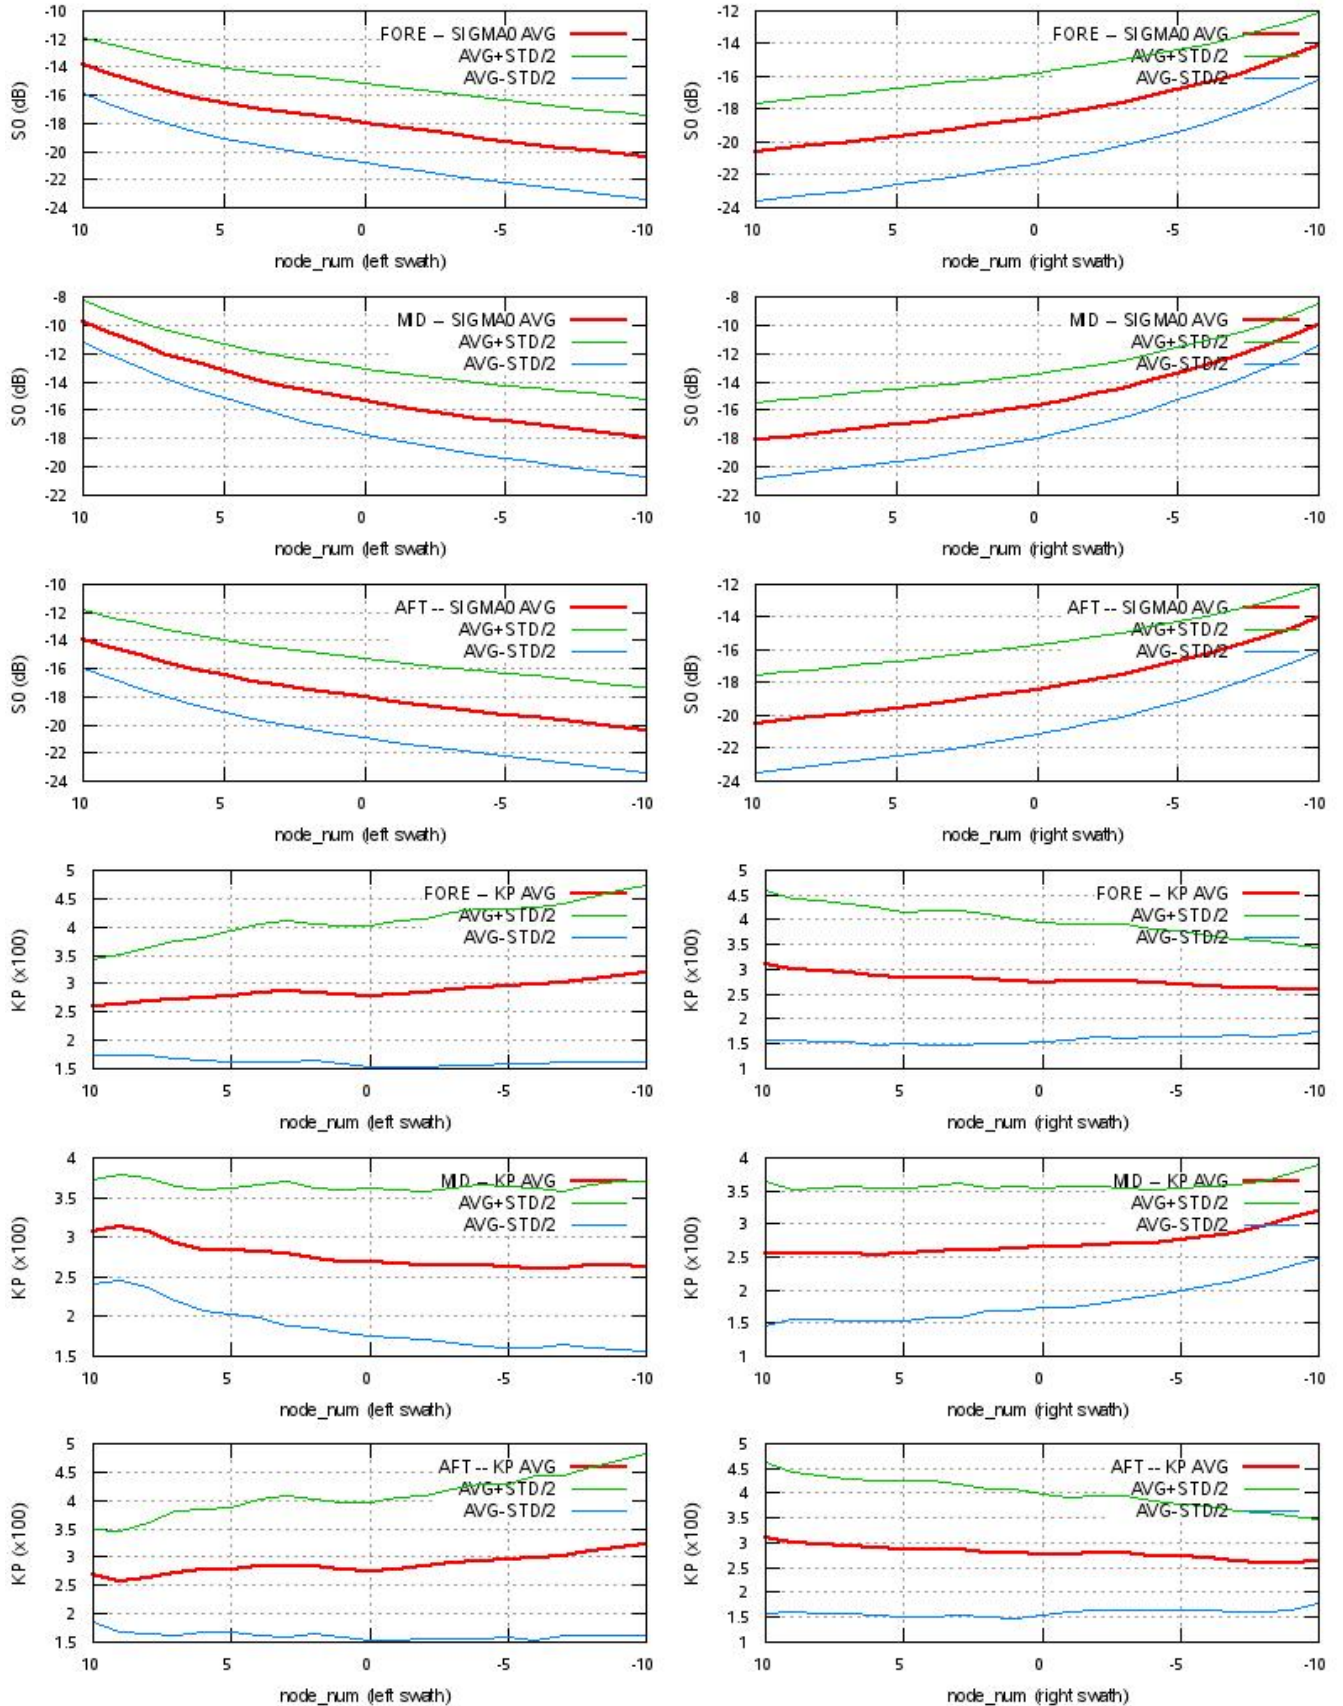 FORE – SIGMA0 AVG
AVG+STD/2
AVG-STD/2
S0 (dB)
-10
-12
-14
-16
-18
-20
-22
-24
10
5
0
-5
-10
node_num (left swath)
FORE – SIGMA0 AVG
AVG+STD/2
AVG-STD/2
S0 (dB)
-12
-14
-16
-18
-20
-22
-24
10
5
0
-5
-10
node_num (right swath)
MID – SIGMA0 AVG
AVG+STD/2
AVG-STD/2
S0 (dB)
-8
-10
-12
-14
-16
-18
-20
-22
10
5
0
-5
-10
node_num (left swath)
MID – SIGMA0 AVG
AVG+STD/2
AVG-STD/2
S0 (dB)
-8
-10
-12
-14
-16
-18
-20
-22
10
5
0
-5
-10
node_num (right swath)
AFT -- SIGMA0 AVG
AVG+STD/2
AVG-STD/2
S0 (dB)
-10
-12
-14
-16
-18
-20
-22
-24
10
5
0
-5
-10
node_num (left swath)
AFT -- SIGMA0 AVG
AVG+STD/2
AVG-STD/2
S0 (dB)
-12
-14
-16
-18
-20
-22
-24
10
5
0
-5
-10
node_num (right swath)
FORE – KP AVG
AVG+STD/2
AVG-STD/2
KP (x100)
5
4.5
4
3.5
3
2.5
2
1.5
10
5
0
-5
-10
node_num (left swath)
FORE – KP AVG
AVG+STD/2
AVG-STD/2
KP (x100)
5
4.5
4
3.5
3
2.5
2
1.5
1
10
5
0
-5
-10
node_num (right swath)
MID – KP AVG
AVG+STD/2
AVG-STD/2
KP (x100)
4
3.5
3
2.5
2
1.5
10
5
0
-5
-10
node_num (left swath)
MID – KP AVG
AVG+STD/2
AVG-STD/2
KP (x100)
4
3.5
3
2.5
2
1.5
1
10
5
0
-5
-10
node_num (right swath)
AFT -- KP AVG
AVG+STD/2
AVG-STD/2
KP (x100)
5
4.5
4
3.5
3
2.5
2
1.5
10
5
0
-5
-10
node_num (left swath)
AFT -- KP AVG
AVG+STD/2
AVG-STD/2
KP (x100)
5
4.5
4
3.5
3
2.5
2
1.5
1
10
5
0
-5
-10
node_num (right swath)